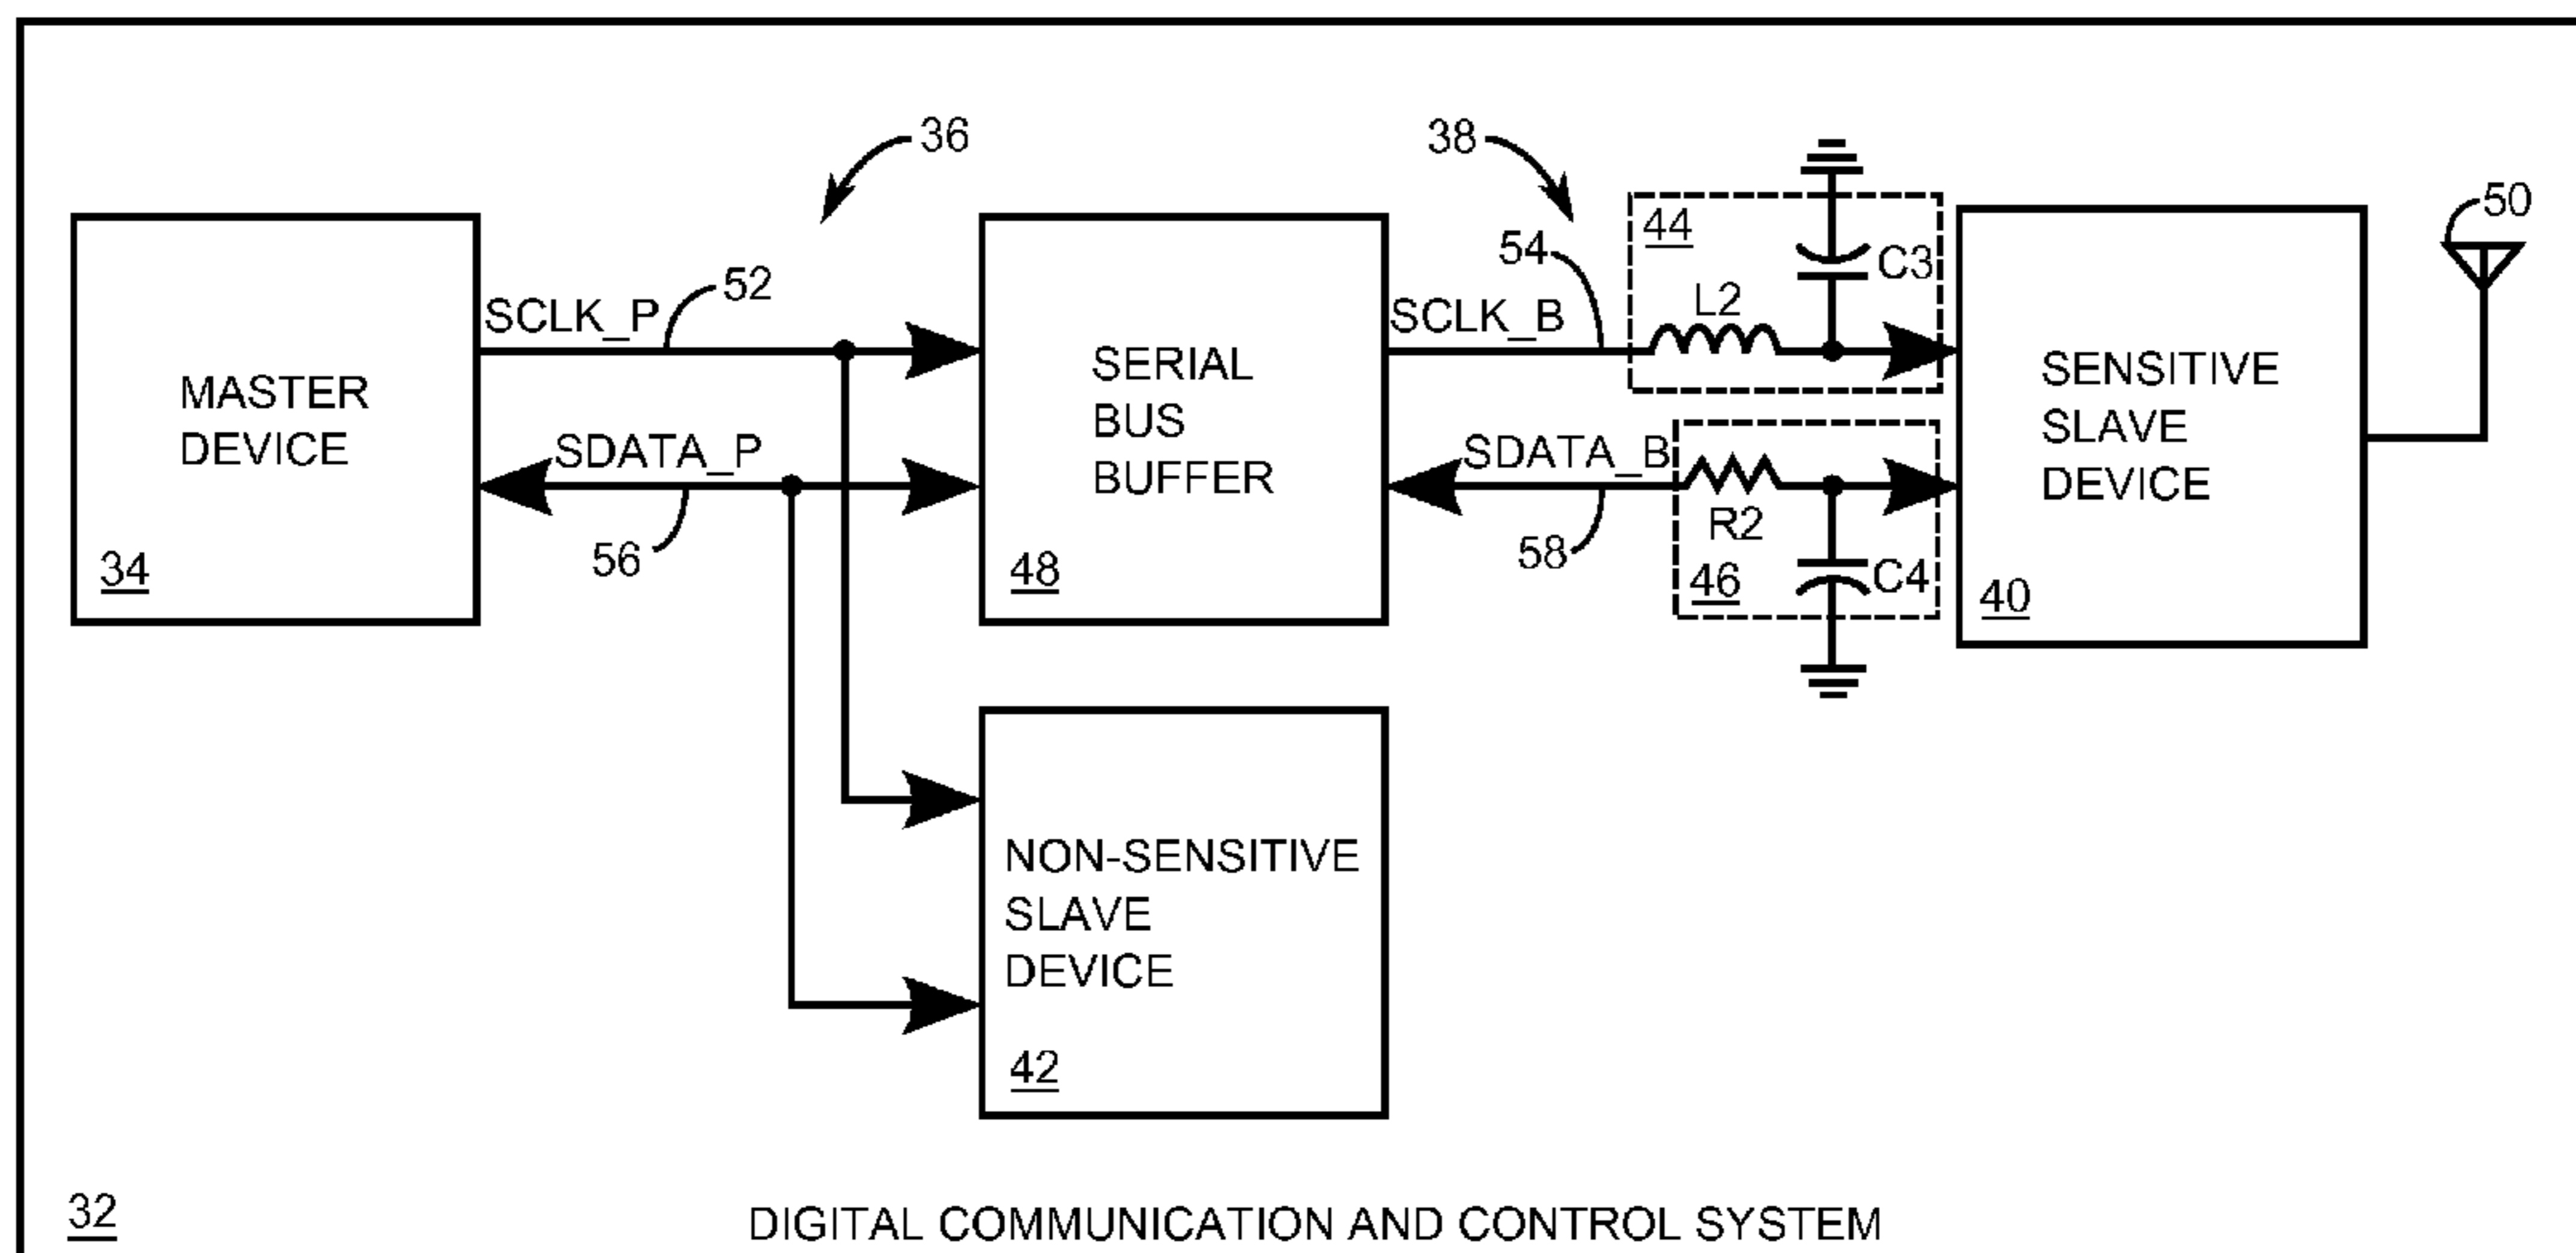 36
38
50
44
54
C3
52
L2
SCLK_P
SCLK_B
MASTER
DEVICE
SERIAL
BUS
BUFFER
SENSITIVE
SLAVE
DEVICE
SDATA_P
SDATA_B
R2
56
58
34
48
46
C4
40
NON-SENSITIVE
SLAVE
DEVICE
42
32
DIGITAL COMMUNICATION AND CONTROL SYSTEM